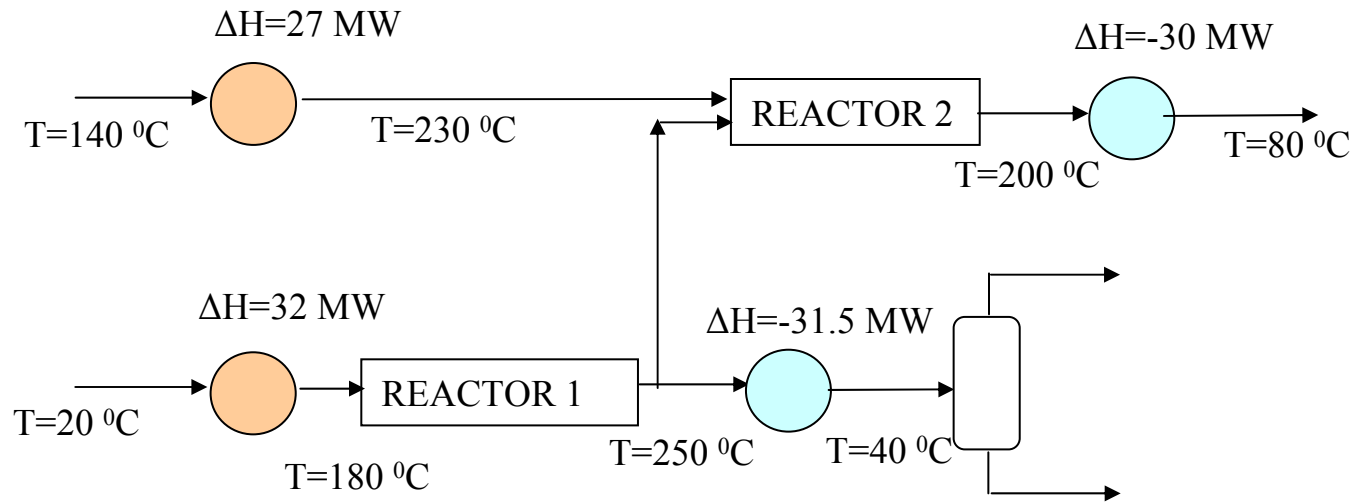 ΔH=27 MW
ΔH=-30 MW
REACTOR 2
T=140 ⁰C
T=230 ⁰C
T=200 ⁰C
T=80 ⁰C
ΔH=32 MW
ΔH=-31.5 MW
REACTOR 1
T=20 ⁰C
T=180 ⁰C
T=250 ⁰C
T=40 ⁰C